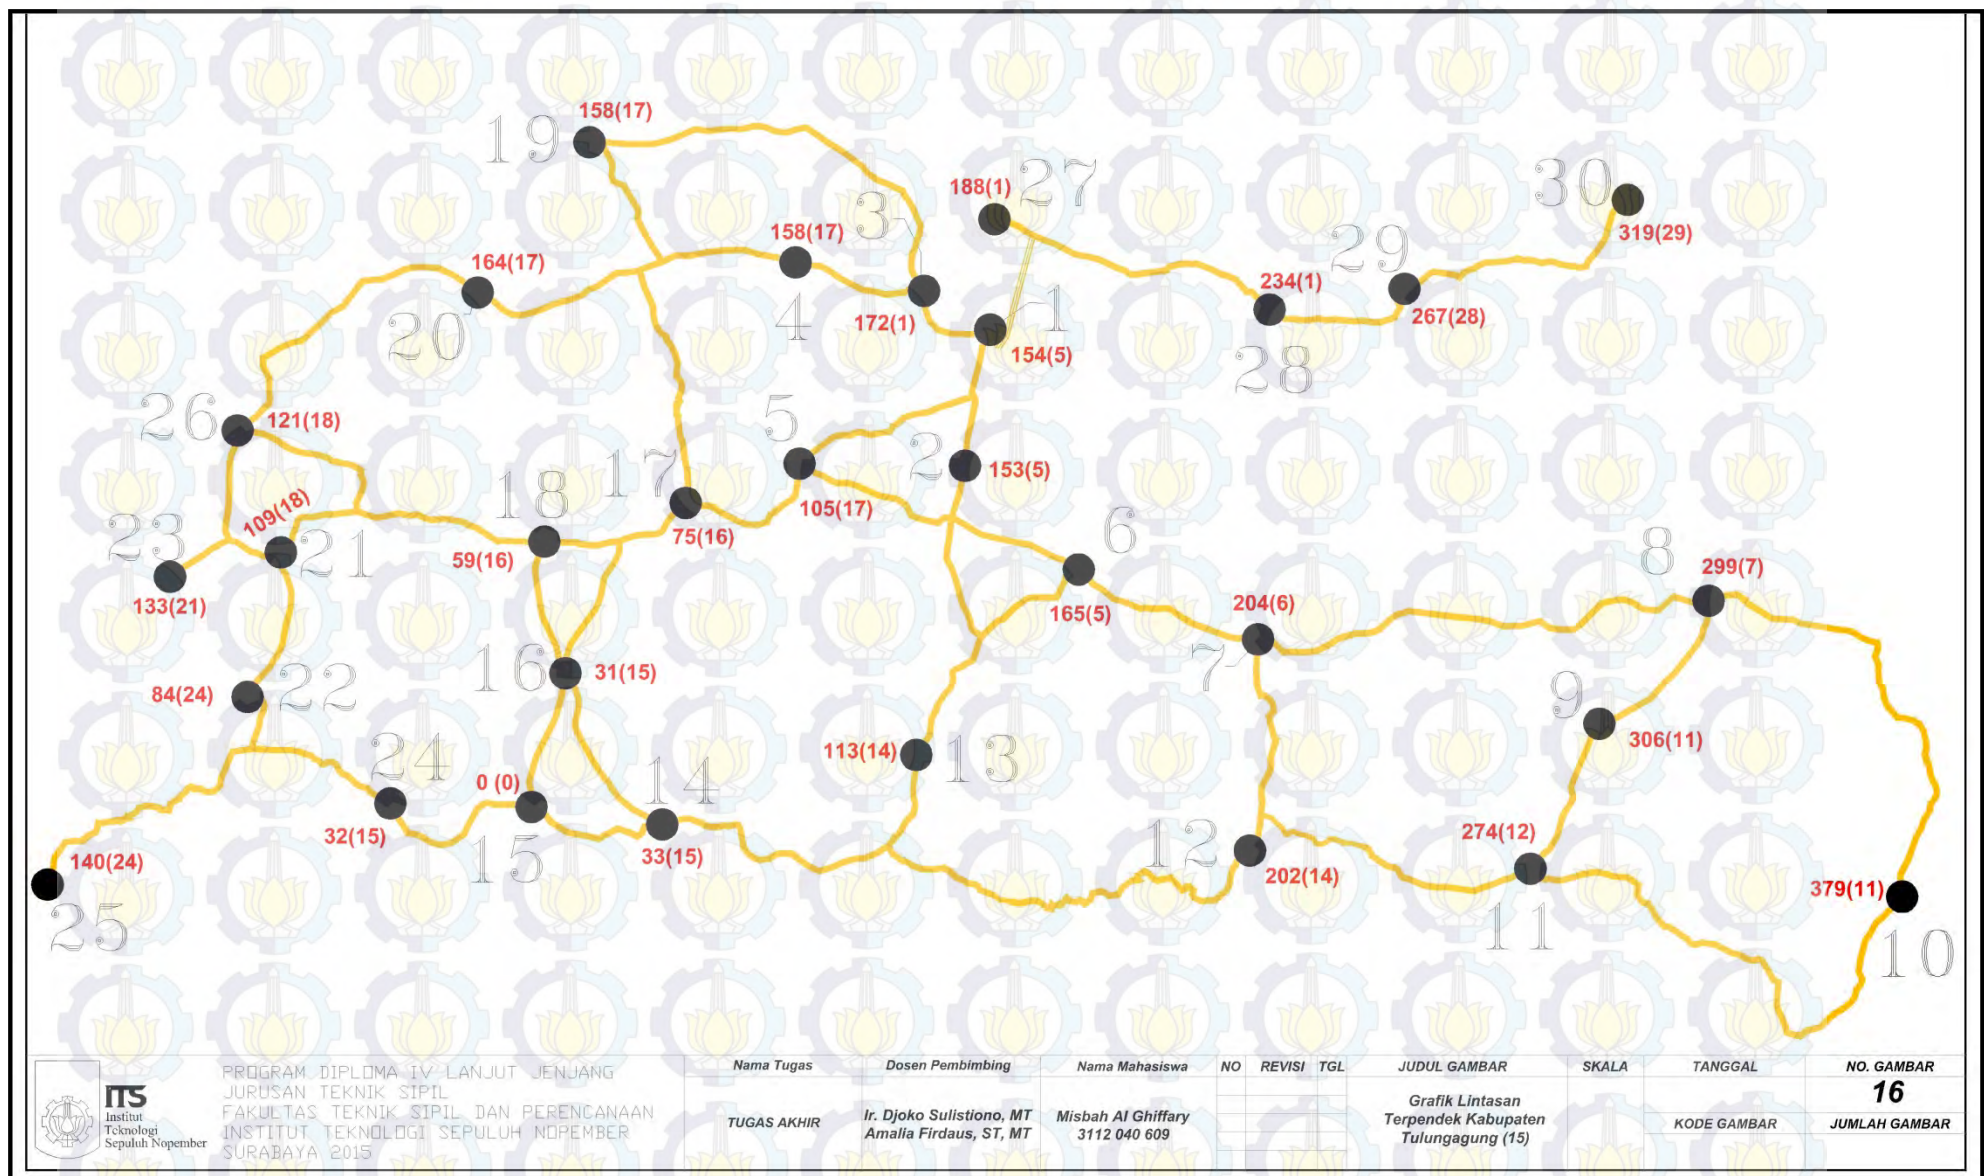 158(17)
19
188(1)
27
30
3
158(17)
319(29)
29
164(17)
234(1)
1
4
172(1)
267(28)
20
154(5)
28
5
26
121(18)
2
153(5)
17
18
109(18)
105(17)
6
23
75(16)
21
59(16)
8
299(7)
133(21)
165(5)
204(6)
16
31(15)
7
84(24)
22
9
306(11)
24
113(14)
13
0 (0)
14
32(15)
274(12)
15
33(15)
12
140(24)
202(14)
379(11)
25
11
10
ITS
Institut
Teknologi
Sepuluh Nopember
PROGRAM DIPLOMA IV LANJUT JENJANG
JURUSAN TEKNIK SIPIL
FAKULTAS TEKNIK SIPIL DAN PERENCANAAN
INSTITUT TEKNOLOGI SEPULUH NOPEMBER
SURABAYA 2015
Nama Tugas
TUGAS AKHIR
Dosen Pembimbing
Ir. Djoko Sulistiono, MT
Amalia Firdaus, ST, MT
Nama Mahasiswa
Misbah Al Ghiffary
3112 040 609
NO REVISI TGL
JUDUL GAMBAR
Grafik Lintasan
Terpendek Kabupaten
Tulungagung (15)
SKALA
TANGGAL
KODE GAMBAR
NO. GAMBAR
16
JUMLAH GAMBAR